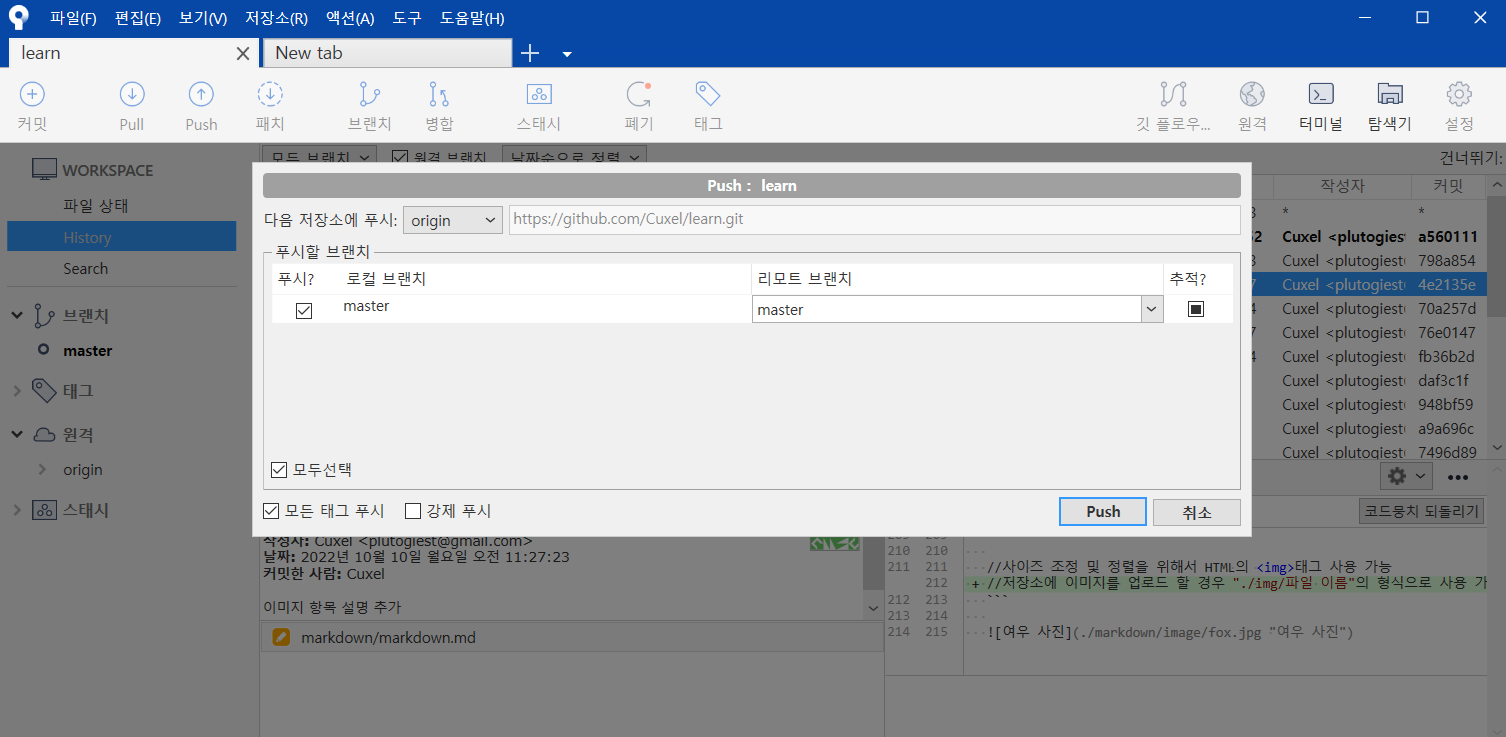 파일(F) 편집(E) 보기(V) 저장소(R) 액션(A) 도구 도움말(H)
learn New tab
커밋 Pull Push 패치 브랜치 병합 스태시 폐기 태그 깃 플로우... 원격 터미널 탐색기 설정
WORKSPACE
파일 상태
History
Search
브랜치
master
태그
원격
origin
스태시
모든 브랜치 원격 브랜치 날짜순으로 정렬 건너뛰기:
Push : learn
다음 저장소에 푸시: origin https://github.com/Cuxel/learn.git
푸시할 브랜치
푸시? 로컬 브랜치 리모트 브랜치 추적?
master master
모두선택
모든 태그 푸시 강제 푸시 Push 취소
작성자 커밋
* *
Cuxel <plutogiest a560111
Cuxel <plutogiest 798a854
Cuxel <plutogiest 4e2135e
Cuxel <plutogiest 70a257d
Cuxel <plutogiest 76e0147
Cuxel <plutogiest fb36b2d
Cuxel <plutogiest daf3c1f
Cuxel <plutogiest 948bf59
Cuxel <plutogiest a9a696c
Cuxel <plutogiest 7496d89
코드뭉치 되돌리기
작성자: Cuxel <plutogiest@gmail.com>
날짜: 2022년 10월 10일 월요일 오전 11:27:23
커밋한 사람: Cuxel
이미지 항목 설명 추가
markdown/markdown.md
209 209
210 210
211 211 //사이즈 조정 및 정렬을 위해서 HTML의 <img>태그 사용 가능
212 + //저장소에 이미지를 업로드 할 경우 "./img/파일 이름"의 형식으로 사용 가
212 213 ```
213 214
214 215 ![여우 사진](./markdown/image/fox.jpg "여우 사진")